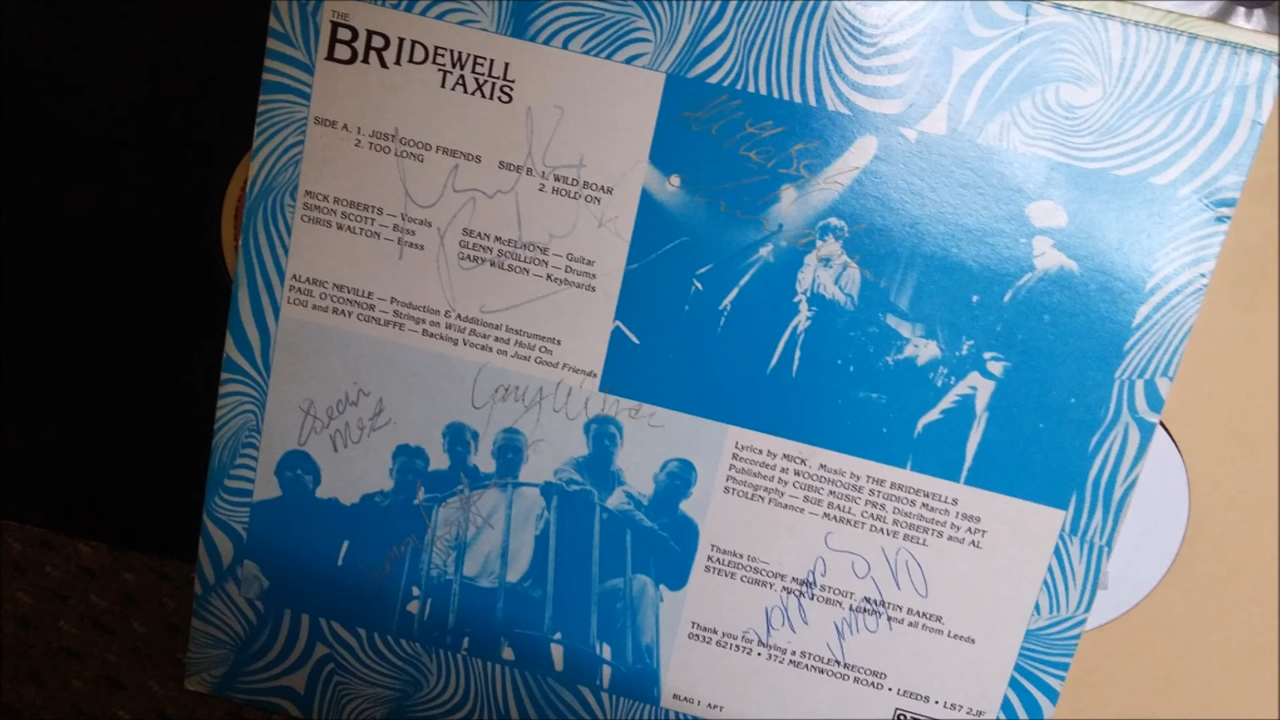 THE
BRIDEWELL
TAXIS
SIDE A. 1. JUST GOOD FRIENDS
2. TOO LONG
SIDE B. 1. WILD BOAR
2. HOLD ON
MICK ROBERTS — Vocals
SIMON SCOTT — Bass
CHRIS WALTON — Brass
SEAN McELHONE — Guitar
GLENN SCULLION — Drums
GARY WILSON — Keyboards
ALARIC NEVILLE — Production & Additional Instruments
PAUL O'CONNOR — Strings on Wild Boar and Hold On
LOU and RAY CUNLIFFE — Backing Vocals on Just Good Friends
Gary Wilson
Lyrics by MICK, Music by THE BRIDEWELLS
Recorded at WOODHOUSE STUDIOS March 1989
Published by CUBIC MUSIC PRS, Distributed by APT
Photography — SUE BALL, CARL ROBERTS and AL
STOLEN Finance — MARKET DAVE BELL
Thanks to:—
KALEIDOSCOPE MIKE STOUT, MARTIN BAKER,
STEVE CURRY, MICK TOBIN, LUMPY and all from Leeds
Thank you for buying a STOLEN RECORD
0532 621572 • 372 MEANWOOD ROAD • LEEDS • LS7 2JF
BLAG 1 APT